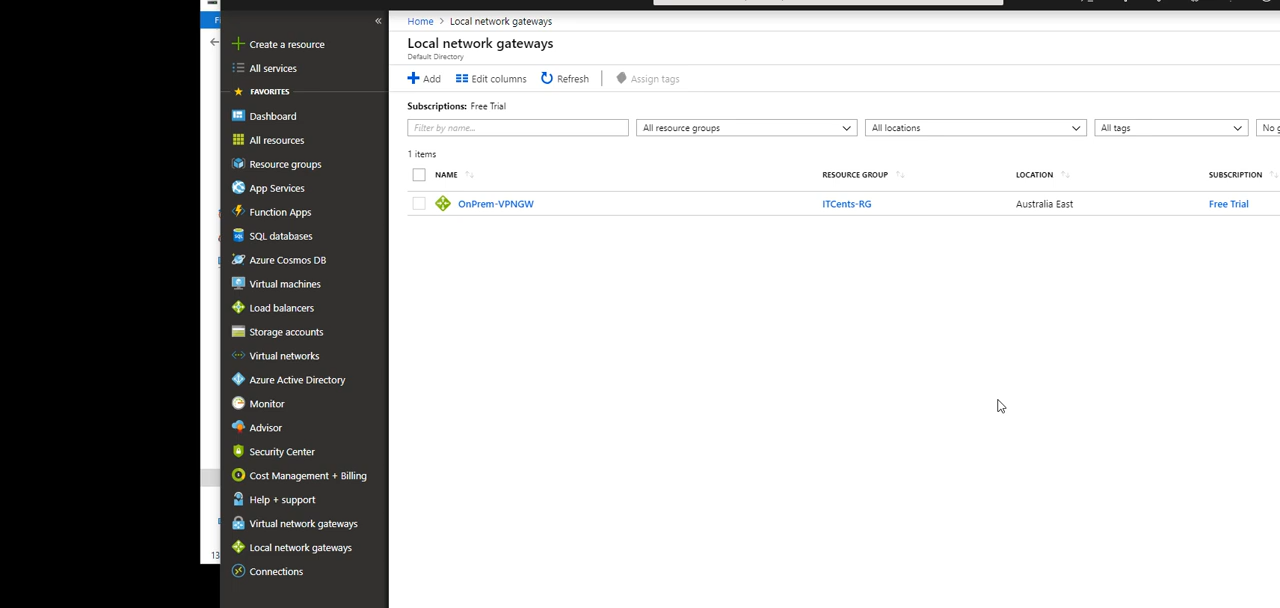 Create a resource
All services
FAVORITES
Dashboard
All resources
Resource groups
App Services
Function Apps
SQL databases
Azure Cosmos DB
Virtual machines
Load balancers
Storage accounts
Virtual networks
Azure Active Directory
Monitor
Advisor
Security Center
Cost Management + Billing
Help + support
Virtual network gateways
Local network gateways
Connections
Home > Local network gateways
Local network gateways
Default Directory
Add Edit columns Refresh Assign tags
Subscriptions: Free Trial
Filter by name... All resource groups All locations All tags No
1 items
NAME RESOURCE GROUP LOCATION SUBSCRIPTION
OnPrem-VPNGW ITCents-RG Australia East Free Trial
13